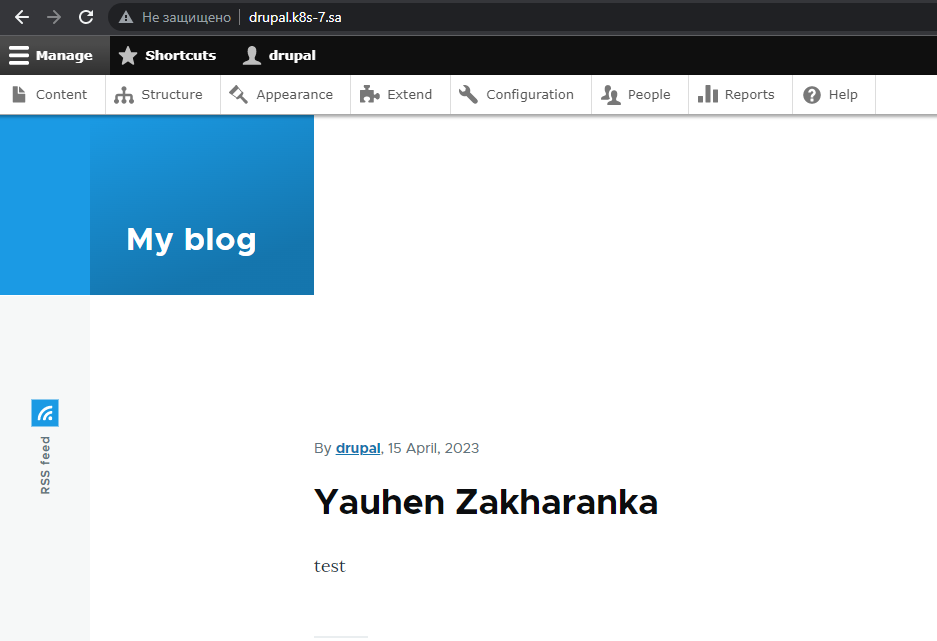 Не защищено drupal.k8s-7.sa
Manage Shortcuts drupal
Content Structure Appearance Extend Configuration People Reports Help
My blog
RSS feed
By drupal, 15 April, 2023
Yauhen Zakharanka
test